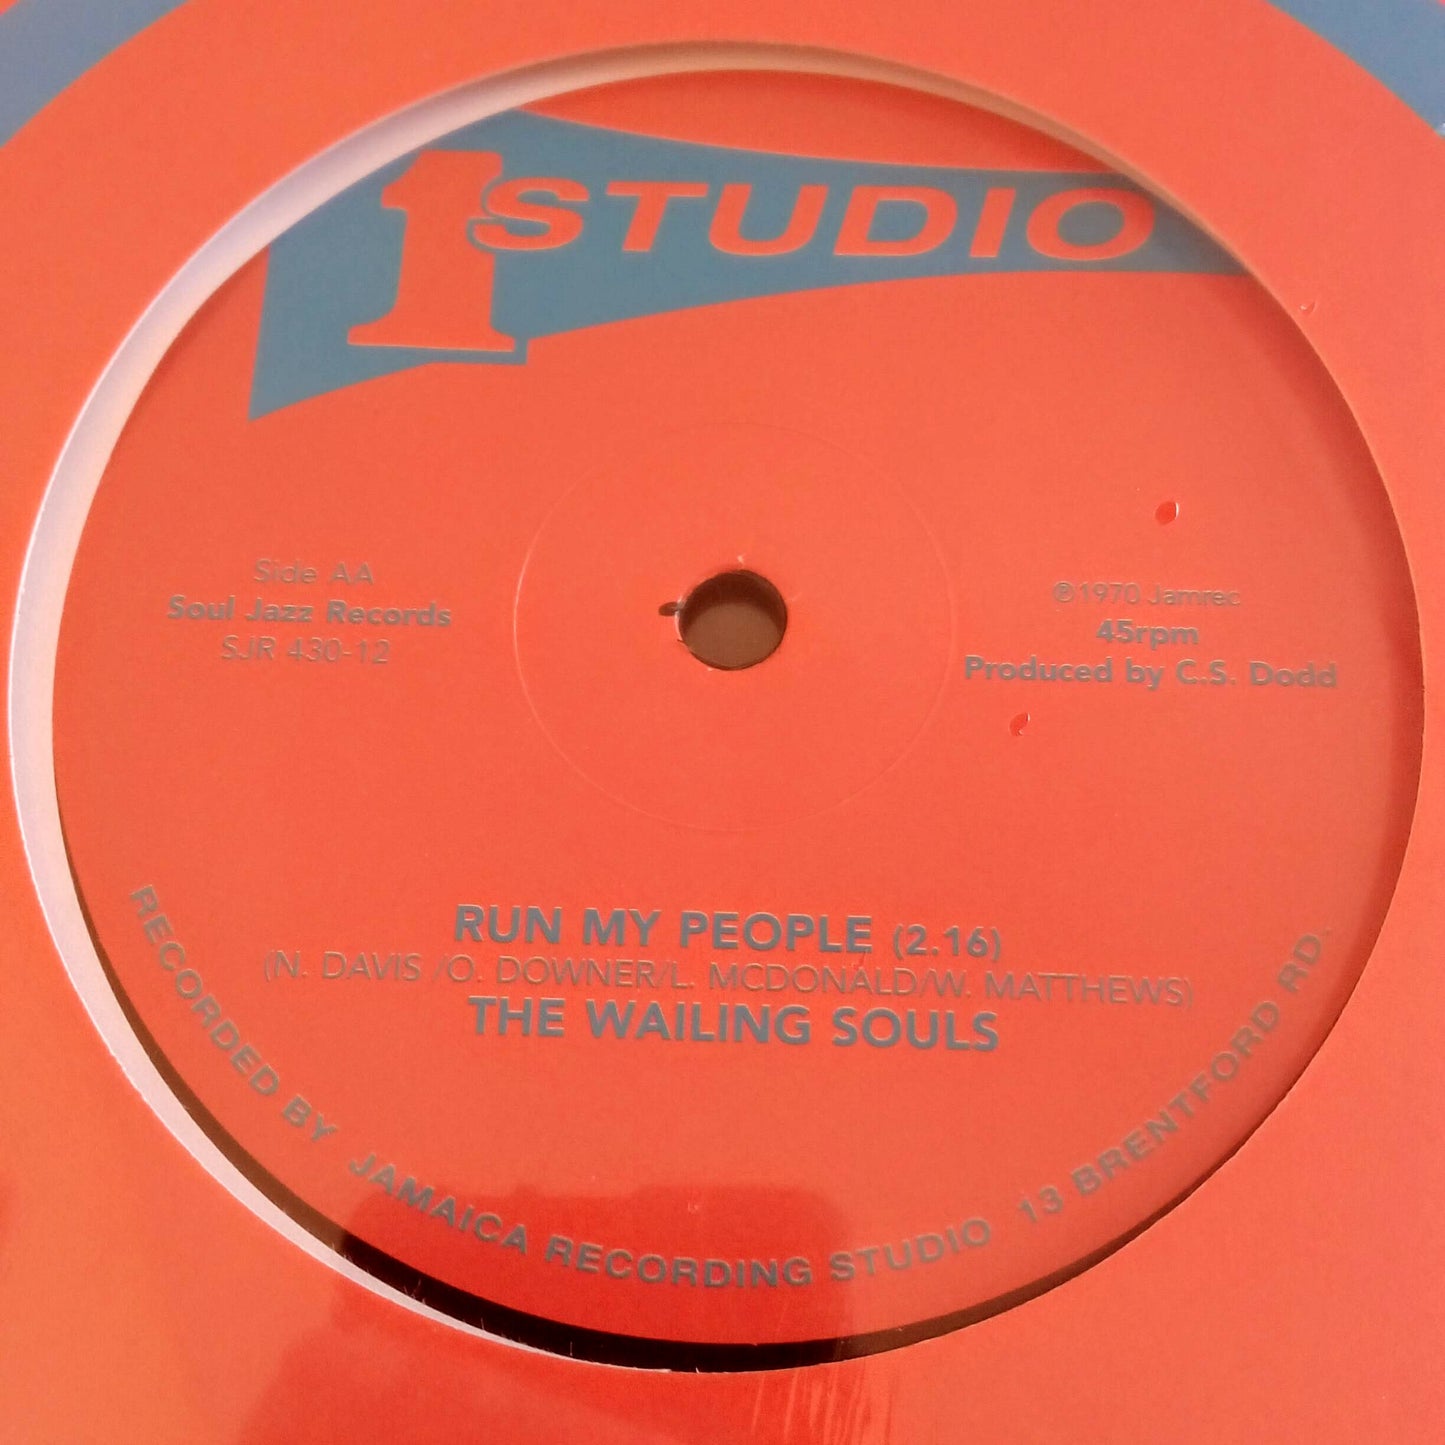 1 STUDIO
Side AA
Soul Jazz Records
SJR 430-12
℗1970 Jamrec
45rpm
Produced by C.S. Dodd
RUN MY PEOPLE (2.16)
(N. DAVIS /O. DOWNER/L. MCDONALD/W. MATTHEWS)
THE WAILING SOULS
RECORDED BY JAMAICA RECORDING STUDIO 13 BRENTFORD RD.